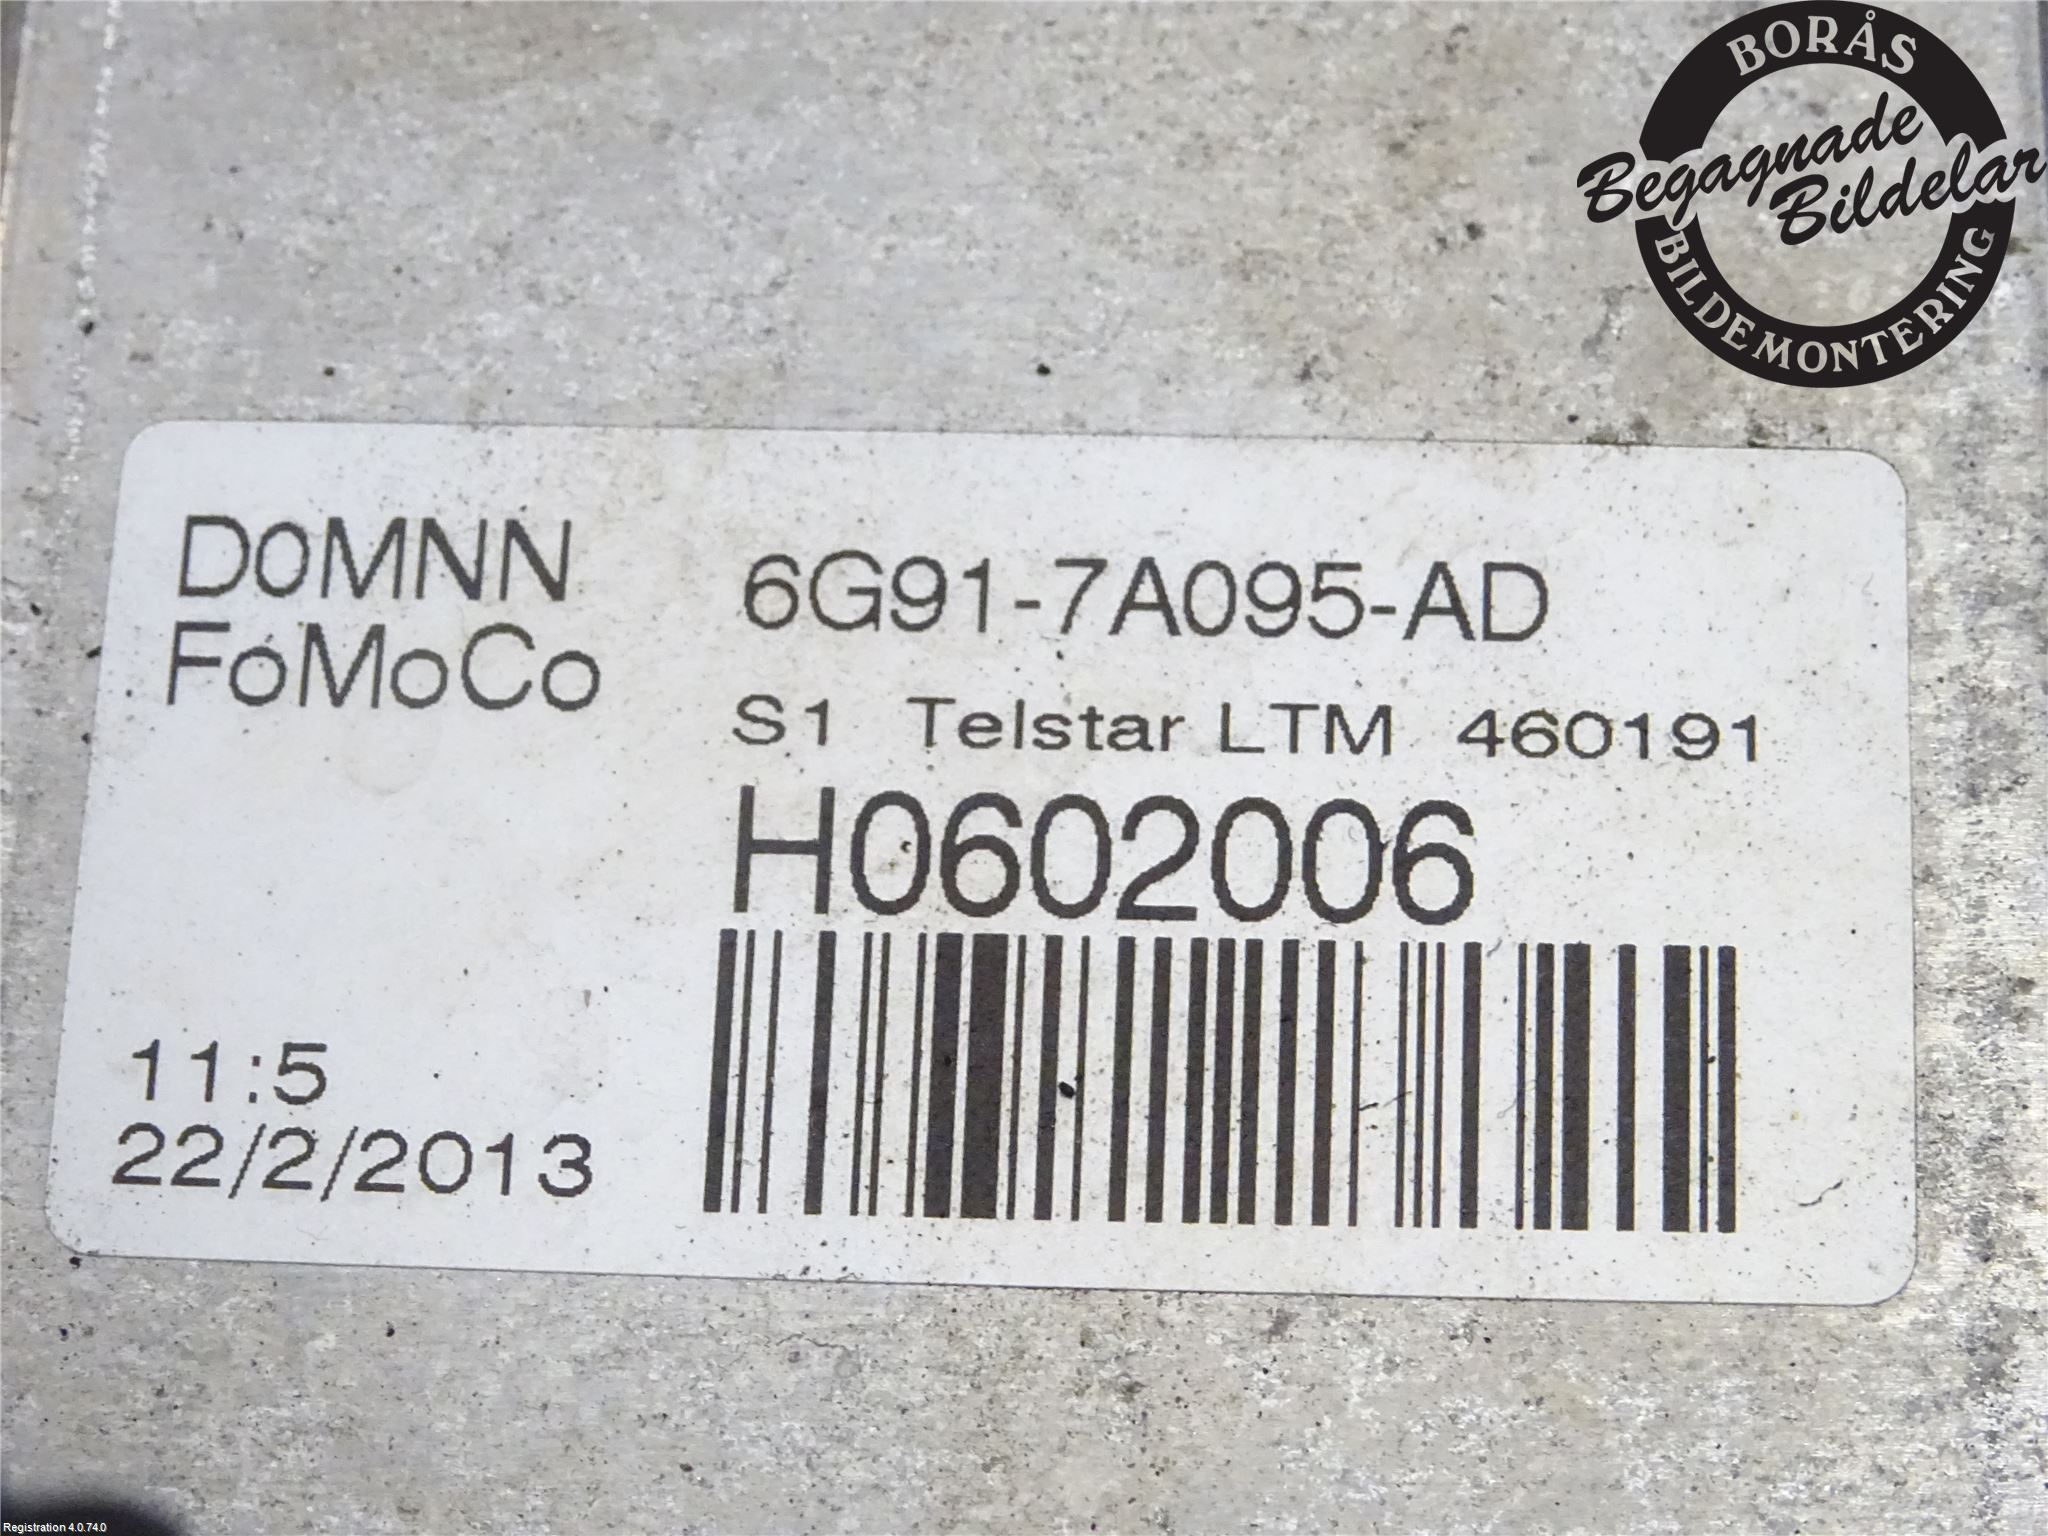 BORÅS
Begagnade
Bildelar
BILDEMONTERING
D0MNN
FoMoCo
6G91-7A095-AD
S1 Telstar LTM 460191
H0602006
11:5
22/2/2013
Registration 4.0.74.0